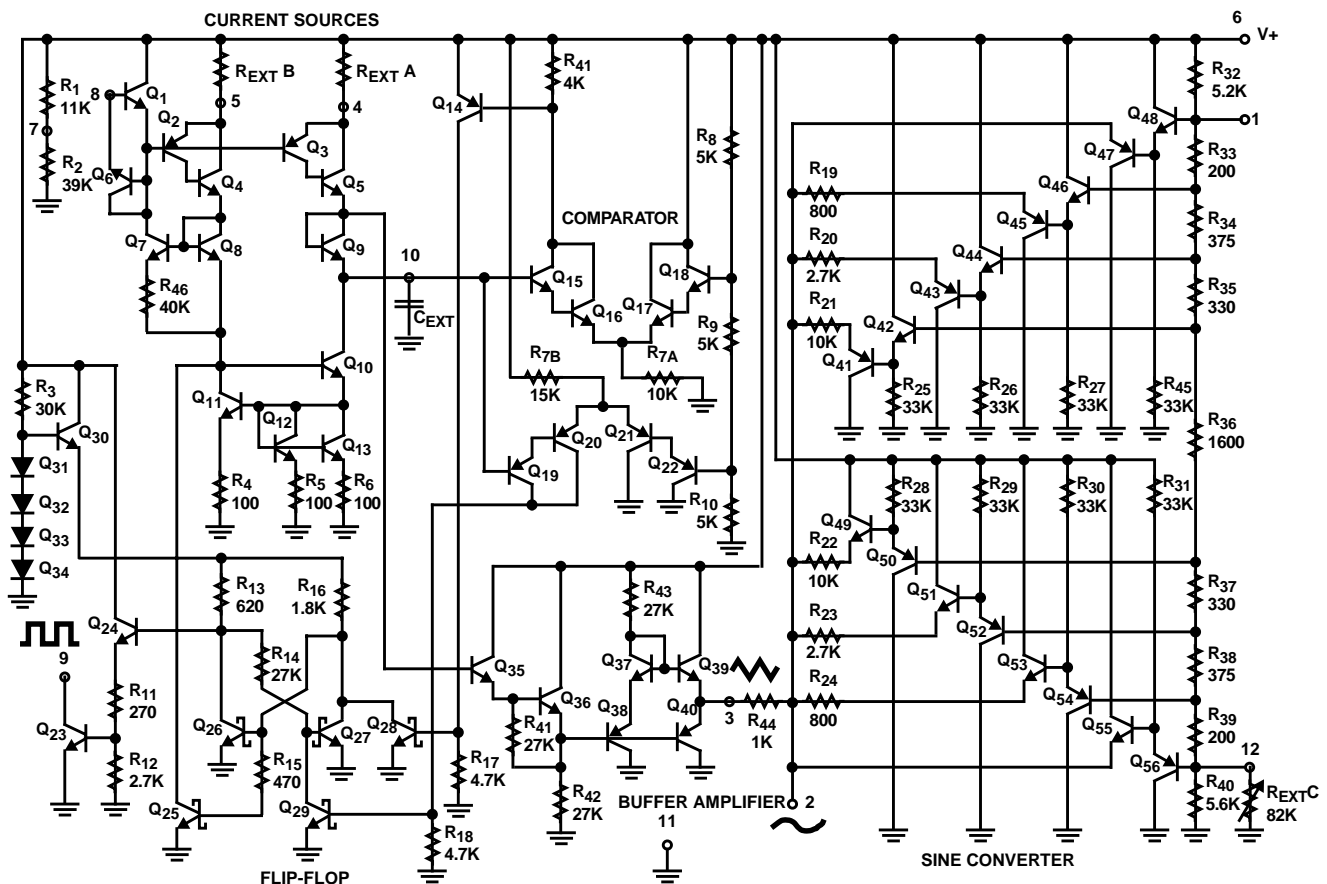 CURRENT SOURCES
6
V+
REXT B
REXT A
R41
4K
R32
5.2K
R1
11K
8
Q1
5
4
Q14
Q48
1
7
Q2
Q3
R8
5K
Q47
R33
200
R2
39K
Q6
Q4
Q5
R19
800
Q46
COMPARATOR
Q45
R34
375
Q7
Q8
Q9
R20
2.7K
Q44
10
Q15
Q18
Q43
R35
330
R46
40K
CEXT
Q16
Q17
R21
10K
Q42
R9
5K
Q10
R7B
15K
R7A
10K
Q41
R3
30K
Q11
Q12
R25
33K
R26
33K
R27
33K
R45
33K
Q30
Q13
Q20
Q21
R36
1600
Q31
Q19
Q22
Q32
R4
100
R5
100
R6
100
R10
5K
R28
33K
R29
33K
R30
33K
R31
33K
Q33
Q49
Q34
R22
10K
Q50
R13
620
R16
1.8K
R43
27K
Q51
R37
330
Q24
R23
2.7K
Q52
9
R14
27K
Q35
Q37
Q39
Q53
R38
375
R11
270
Q36
R24
800
Q54
Q23
Q26
Q27
Q28
R41
27K
Q38
Q40
3
R44
1K
Q55
R39
200
R12
2.7K
R15
470
R17
4.7K
Q56
12
Q25
Q29
R42
27K
BUFFER AMPLIFIER
2
R40
5.6K
REXTC
82K
R18
4.7K
11
FLIP-FLOP
SINE CONVERTER